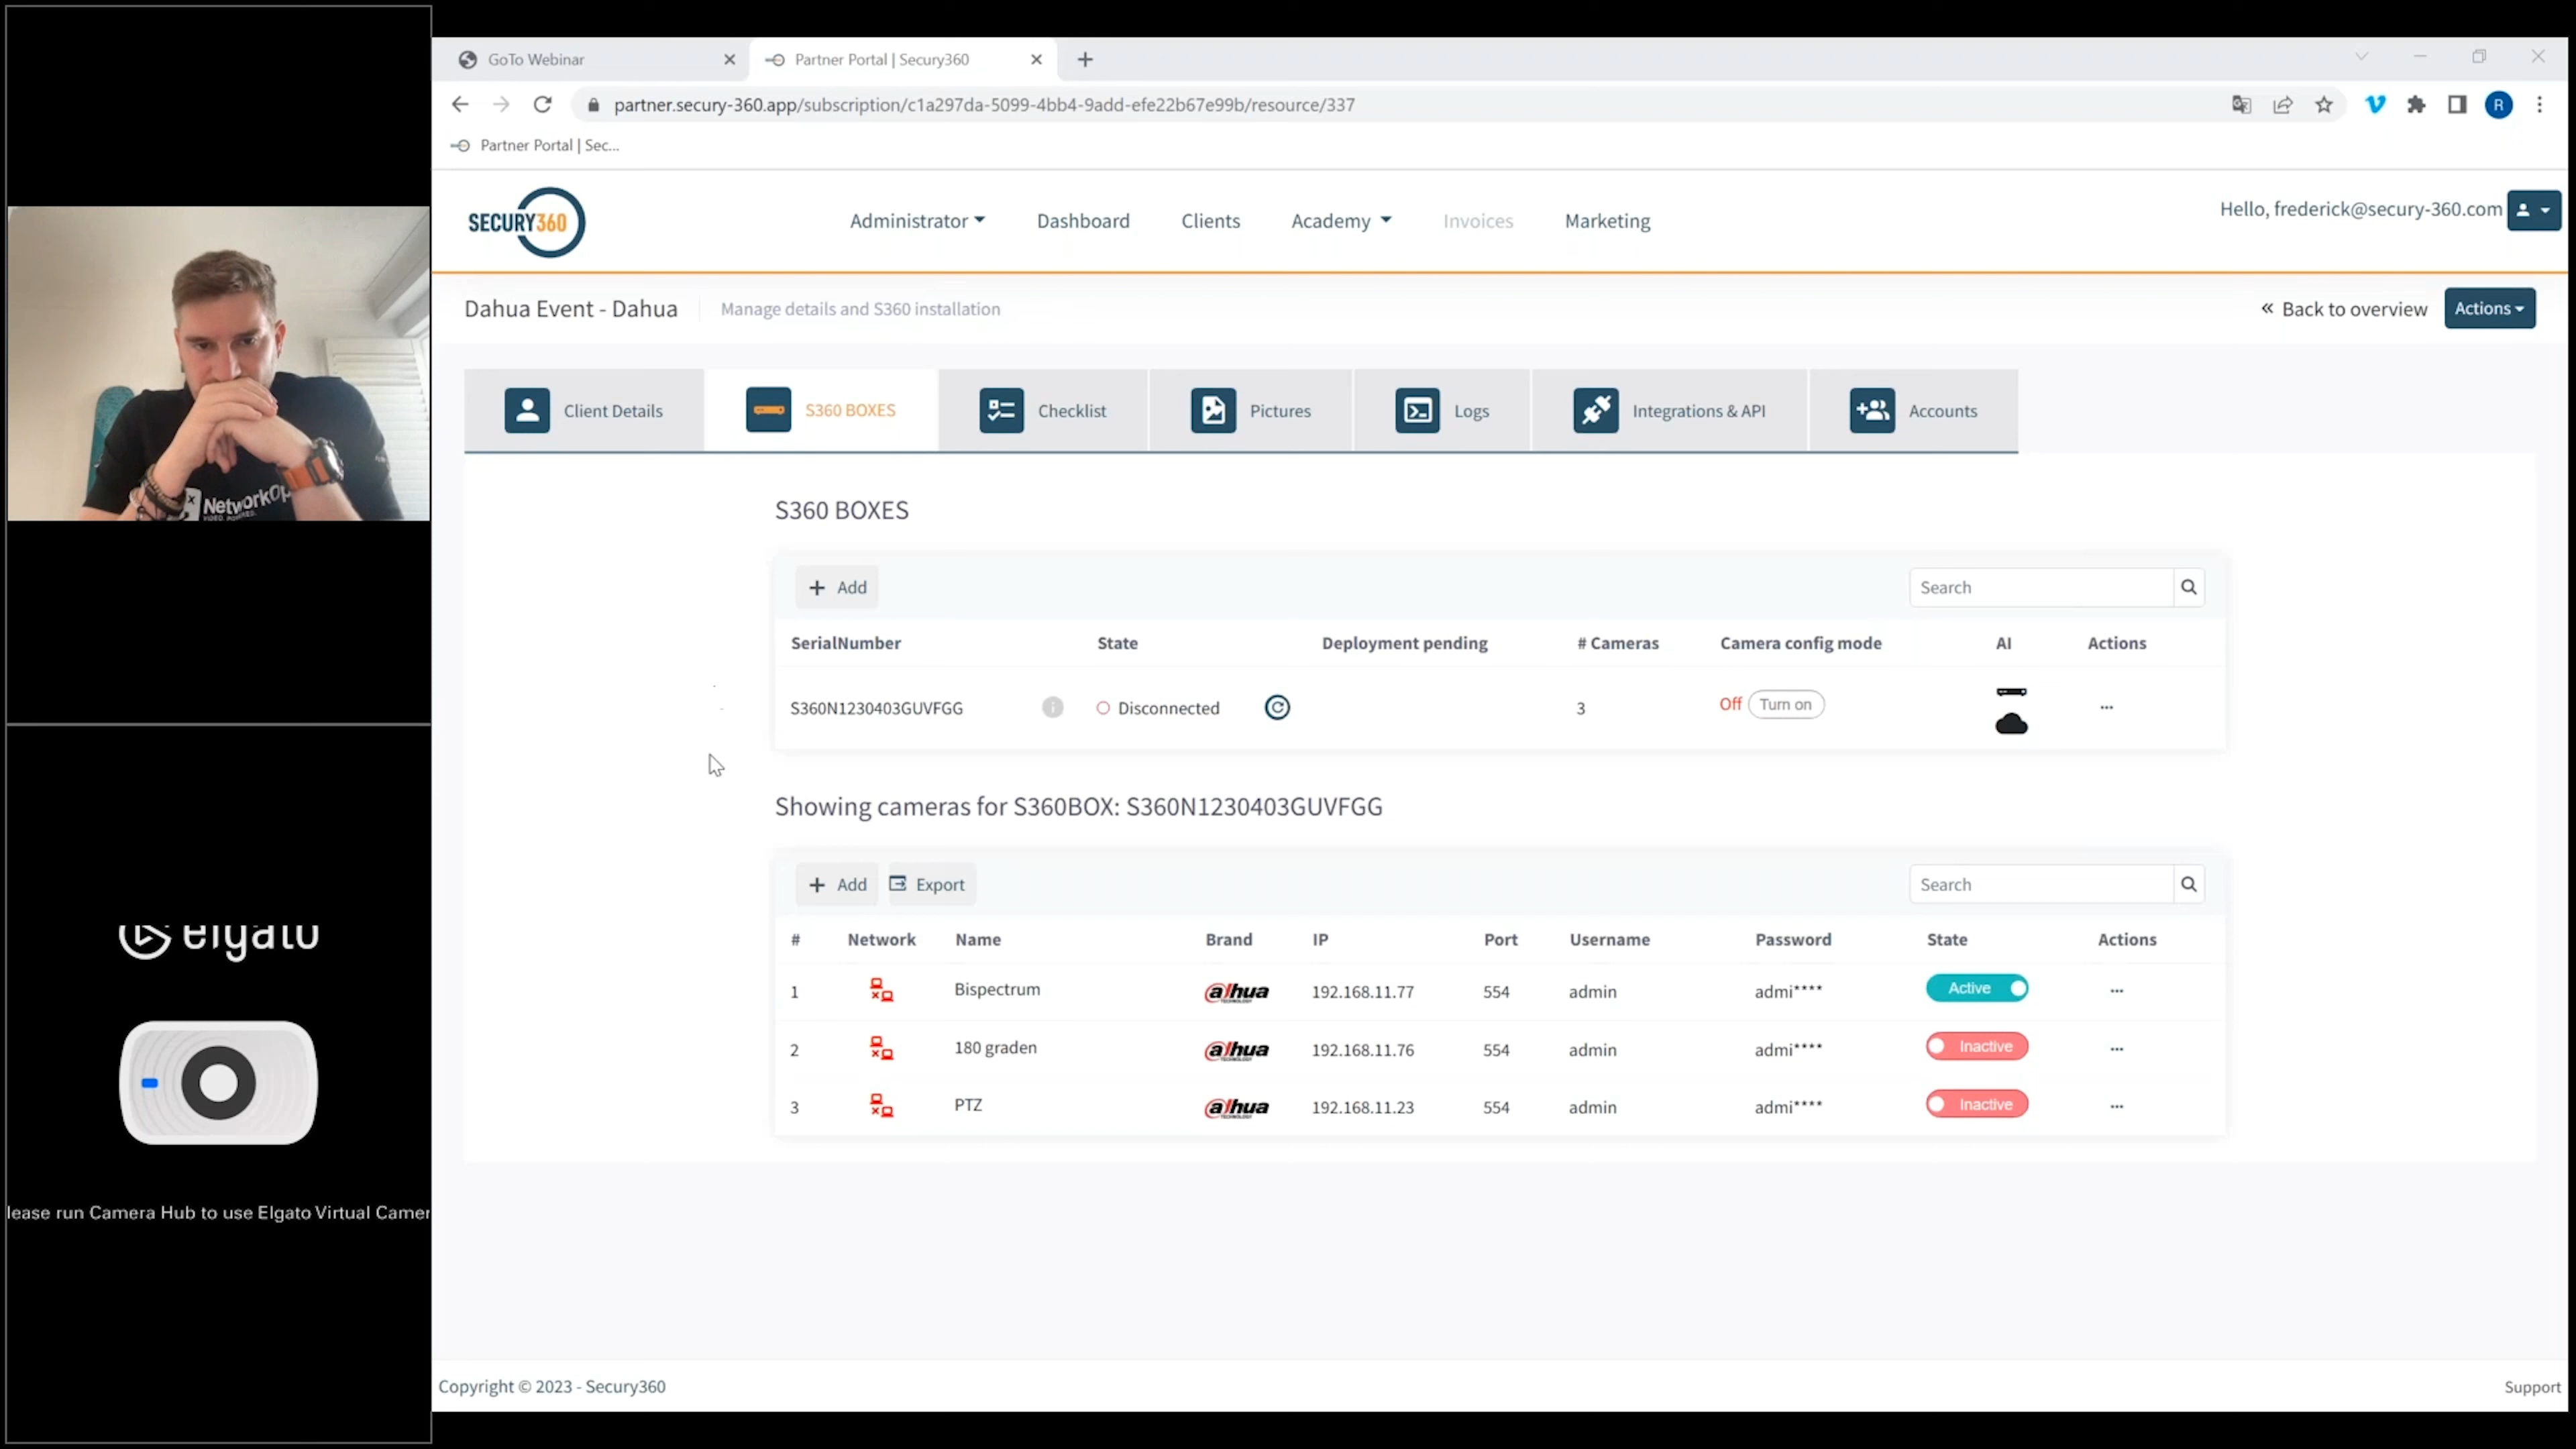 GoTo Webinar
Partner Portal | Secury360
partner.secury-360.app/subscription/c1a297da-5099-4bb4-9add-efe22b67e99b/resource/337
R
Partner Portal | Sec...
SECURY360
Administrator
Dashboard
Clients
Academy
Invoices
Marketing
Hello, frederick@secury-360.com
Dahua Event - Dahua
Manage details and S360 installation
« Back to overview
Actions
Client Details
S360 BOXES
Checklist
Pictures
Logs
Integrations & API
Accounts
NetworkOp
VIDEO. POWERED.
S360 BOXES
+ Add
Search
SerialNumber State Deployment pending # Cameras Camera config mode AI Actions
S360N1230403GUVFGG Disconnected 3 Off Turn on ...
Showing cameras for S360BOX: S360N1230403GUVFGG
+ Add
Export
Search
# Network Name Brand IP Port Username Password State Actions
1 Bispectrum alhua TECHNOLOGY 192.168.11.77 554 admin admi**** Active ...
2 180 graden alhua TECHNOLOGY 192.168.11.76 554 admin admi**** Inactive ...
3 PTZ alhua TECHNOLOGY 192.168.11.23 554 admin admi**** Inactive ...
elgato
lease run Camera Hub to use Elgato Virtual Camer
Copyright © 2023 - Secury360
Support